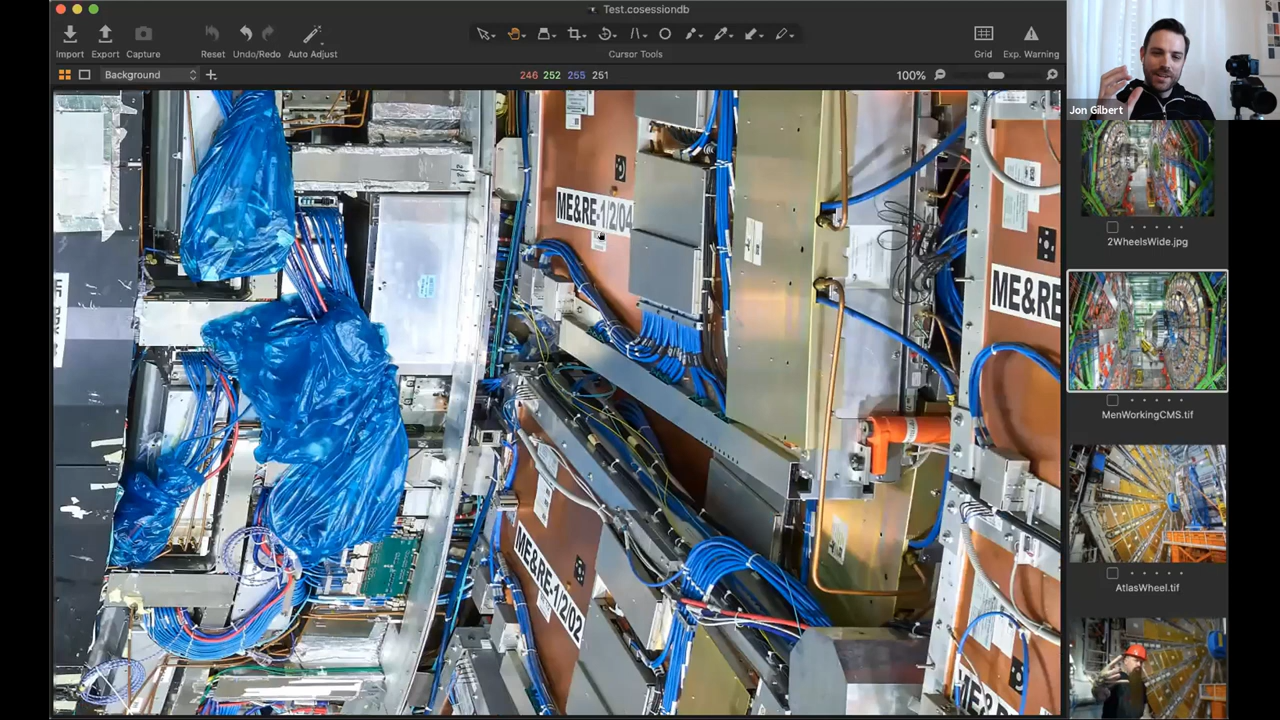 Test.cosessiondb
Import Export Capture Reset Undo/Redo Auto Adjust Cursor Tools Grid Exp. Warning
Background 246 252 255 251 100%
Jon Gilbert
ME&RE-1/2/04
ME&RE
ME&RE-1/2/02
ME&R
2WheelsWide.jpg
MenWorkingCMS.tif
AtlasWheel.tif